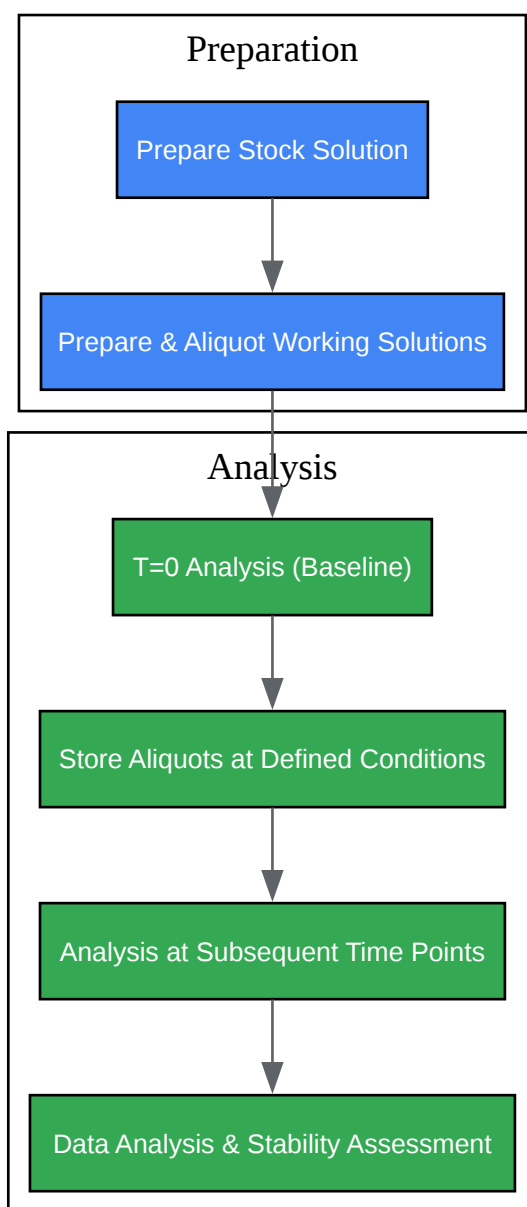 Preparation
Prepare Stock Solution
Prepare & Aliquot Working Solutions
Analysis
T=0 Analysis (Baseline)
Store Aliquots at Defined Conditions
Analysis at Subsequent Time Points
Data Analysis & Stability Assessment